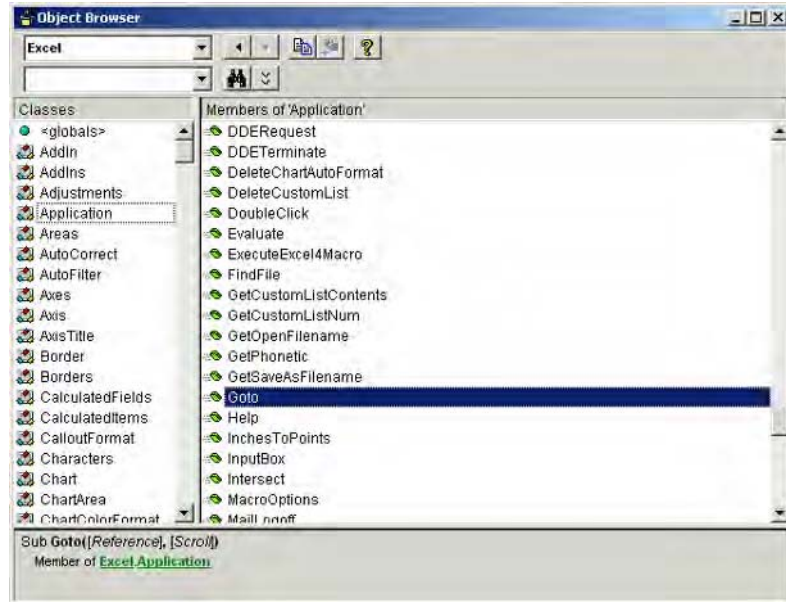 Object Browser
Excel
Classes
Members of 'Application'
<globals>
AddIn
AddIns
Adjustments
Application
Areas
AutoCorrect
AutoFilter
Axes
Axis
AxisTitle
Border
Borders
CalculatedFields
CalculatedItems
CalloutFormat
Characters
Chart
ChartArea
ChartColorFormat
DDERequest
DDETerminate
DeleteChartAutoFormat
DeleteCustomList
DoubleClick
Evaluate
ExecuteExcel4Macro
FindFile
GetCustomListContents
GetCustomListNum
GetOpenFilename
GetPhonetic
GetSaveAsFilename
Goto
Help
InchesToPoints
InputBox
Intersect
MacroOptions
MailLogoff
Sub Goto([Reference], [Scroll])
Member of Excel.Application